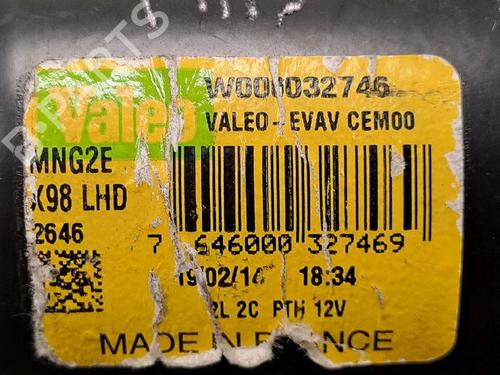 W000032746
Valeo
VALEO-EVAV CEM00
MNG2E
X98 LHD
2646
7 646000 327469
19/02/14 18:34
2L 2C PTH 12V
MADE IN FRANCE